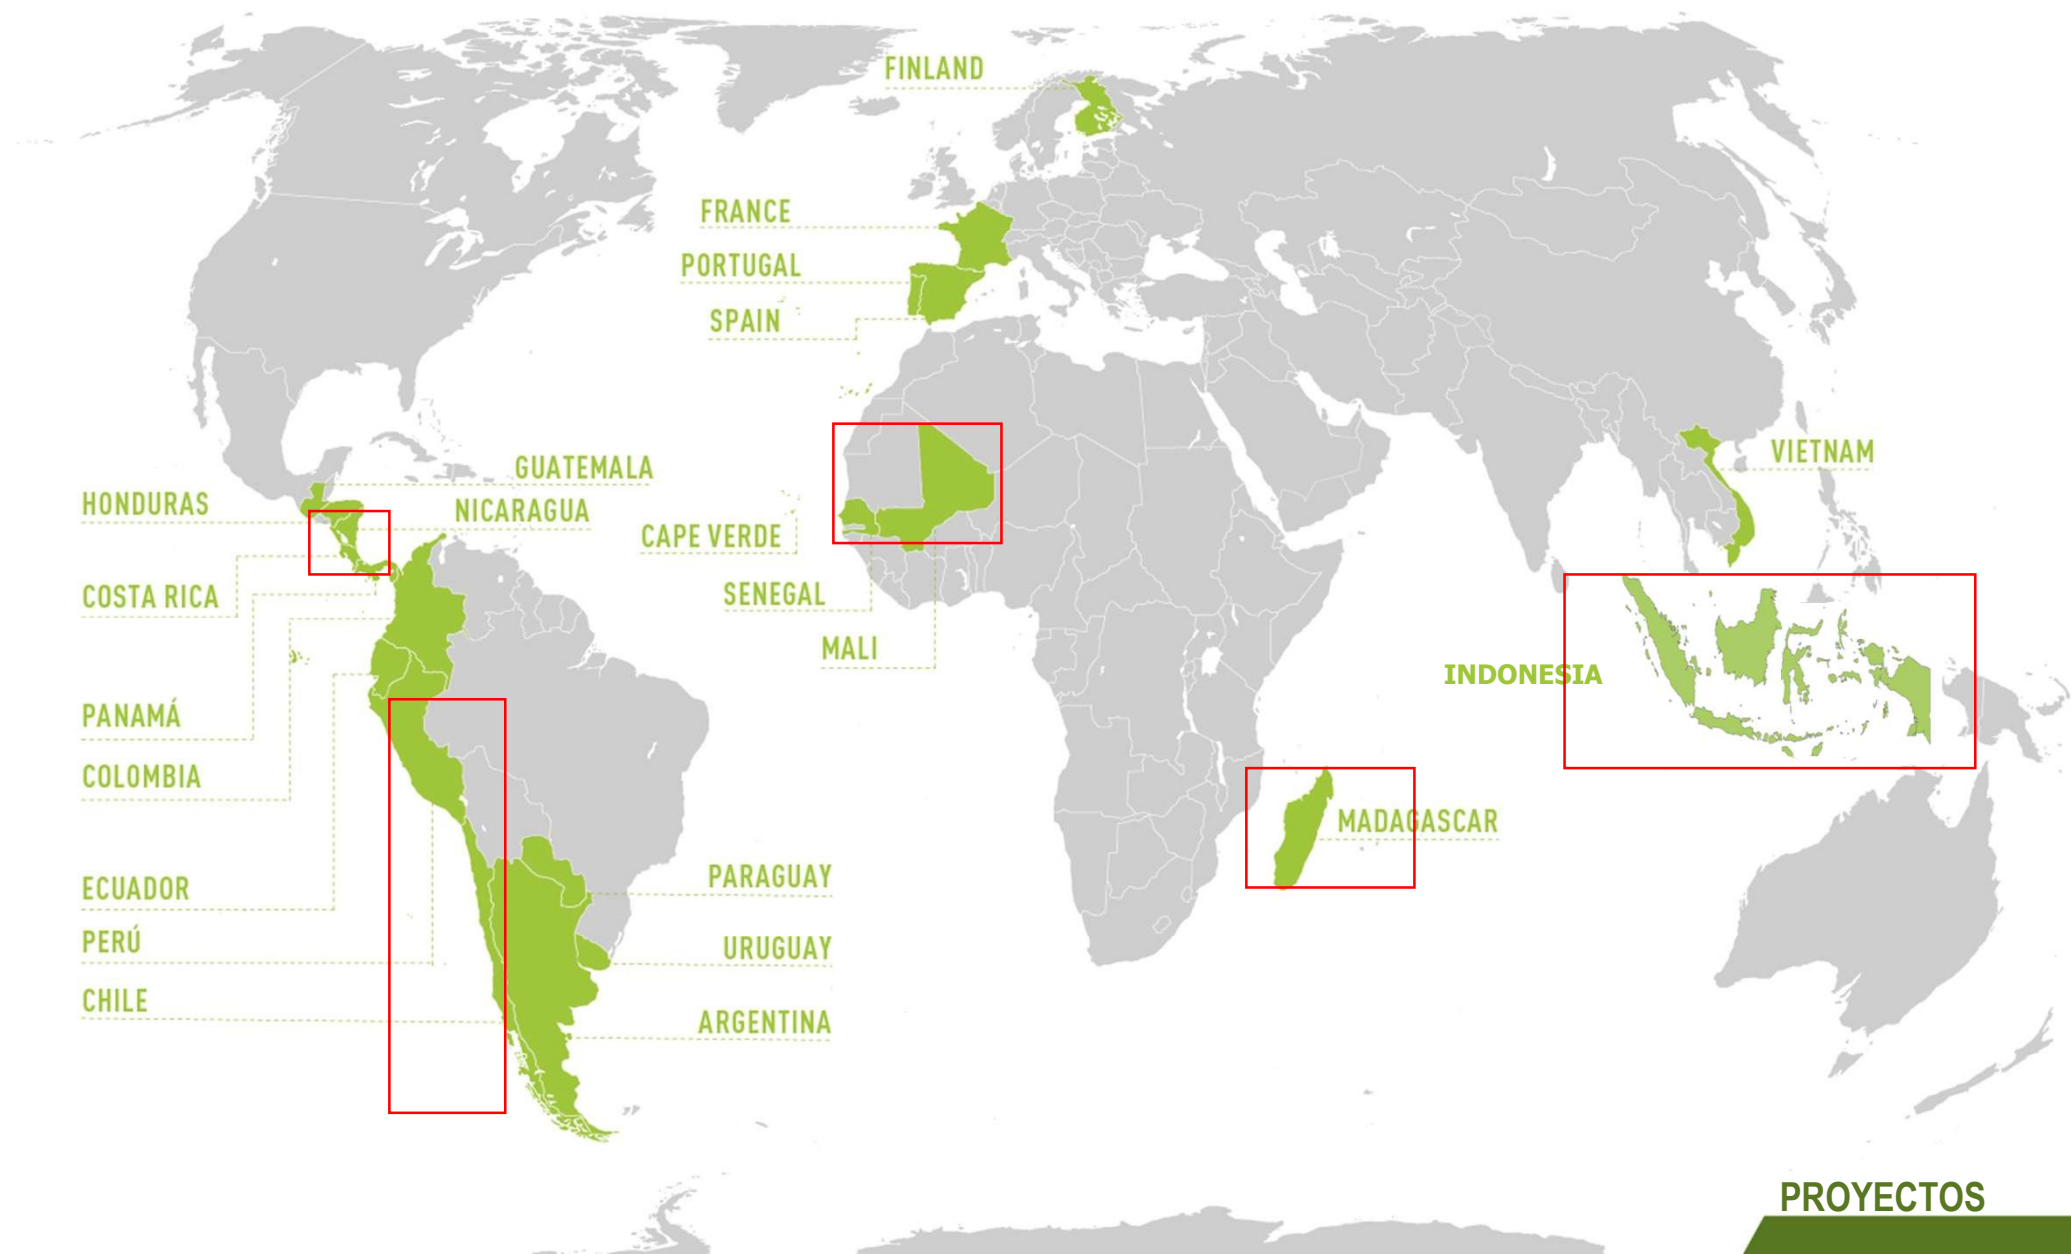 FINLAND
FRANCE
PORTUGAL
SPAIN
GUATEMALA
HONDURAS
NICARAGUA
VIETNAM
CAPE VERDE
COSTA RICA
SENEGAL
MALI
INDONESIA
PANAMÁ
COLOMBIA
MADAGASCAR
ECUADOR
PARAGUAY
PERÚ
URUGUAY
CHILE
ARGENTINA
PROYECTOS